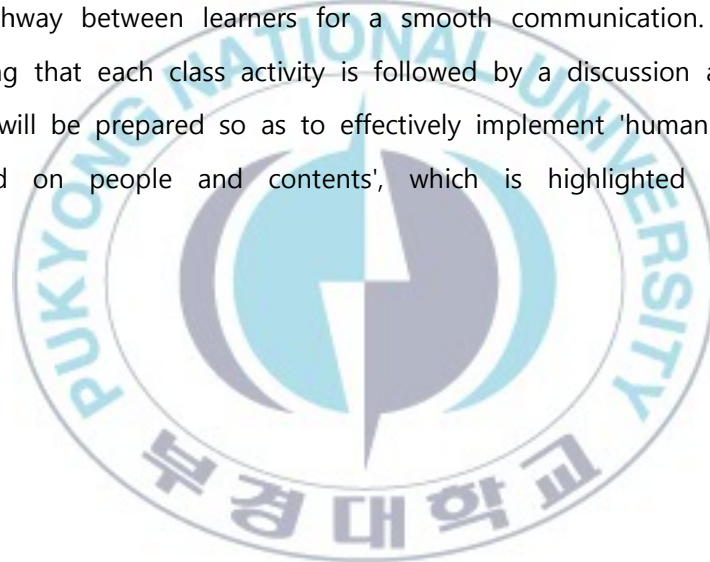 hway between learners for a smooth communication.
ng that each class activity is followed by a discussion a
will be prepared so as to effectively implement 'human
d on people and contents', which is highlighted
PUKYONG NATIONAL UNIVERSITY
부경대학교